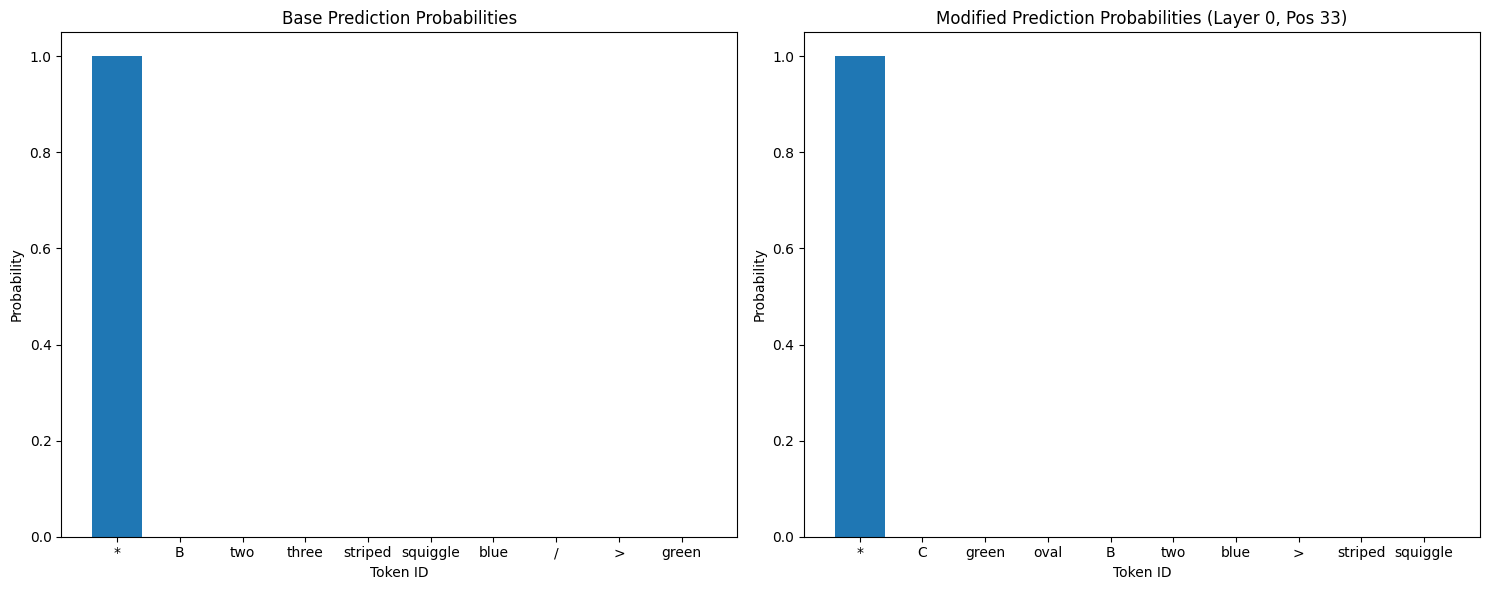 Base Prediction Probabilities
Probability
1.0
0.8
0.6
0.4
0.2
0.0
* B two three striped squiggle blue / > green
Token ID
Modified Prediction Probabilities (Layer 0, Pos 33)
Probability
1.0
0.8
0.6
0.4
0.2
0.0
* C green oval B two blue > striped squiggle
Token ID